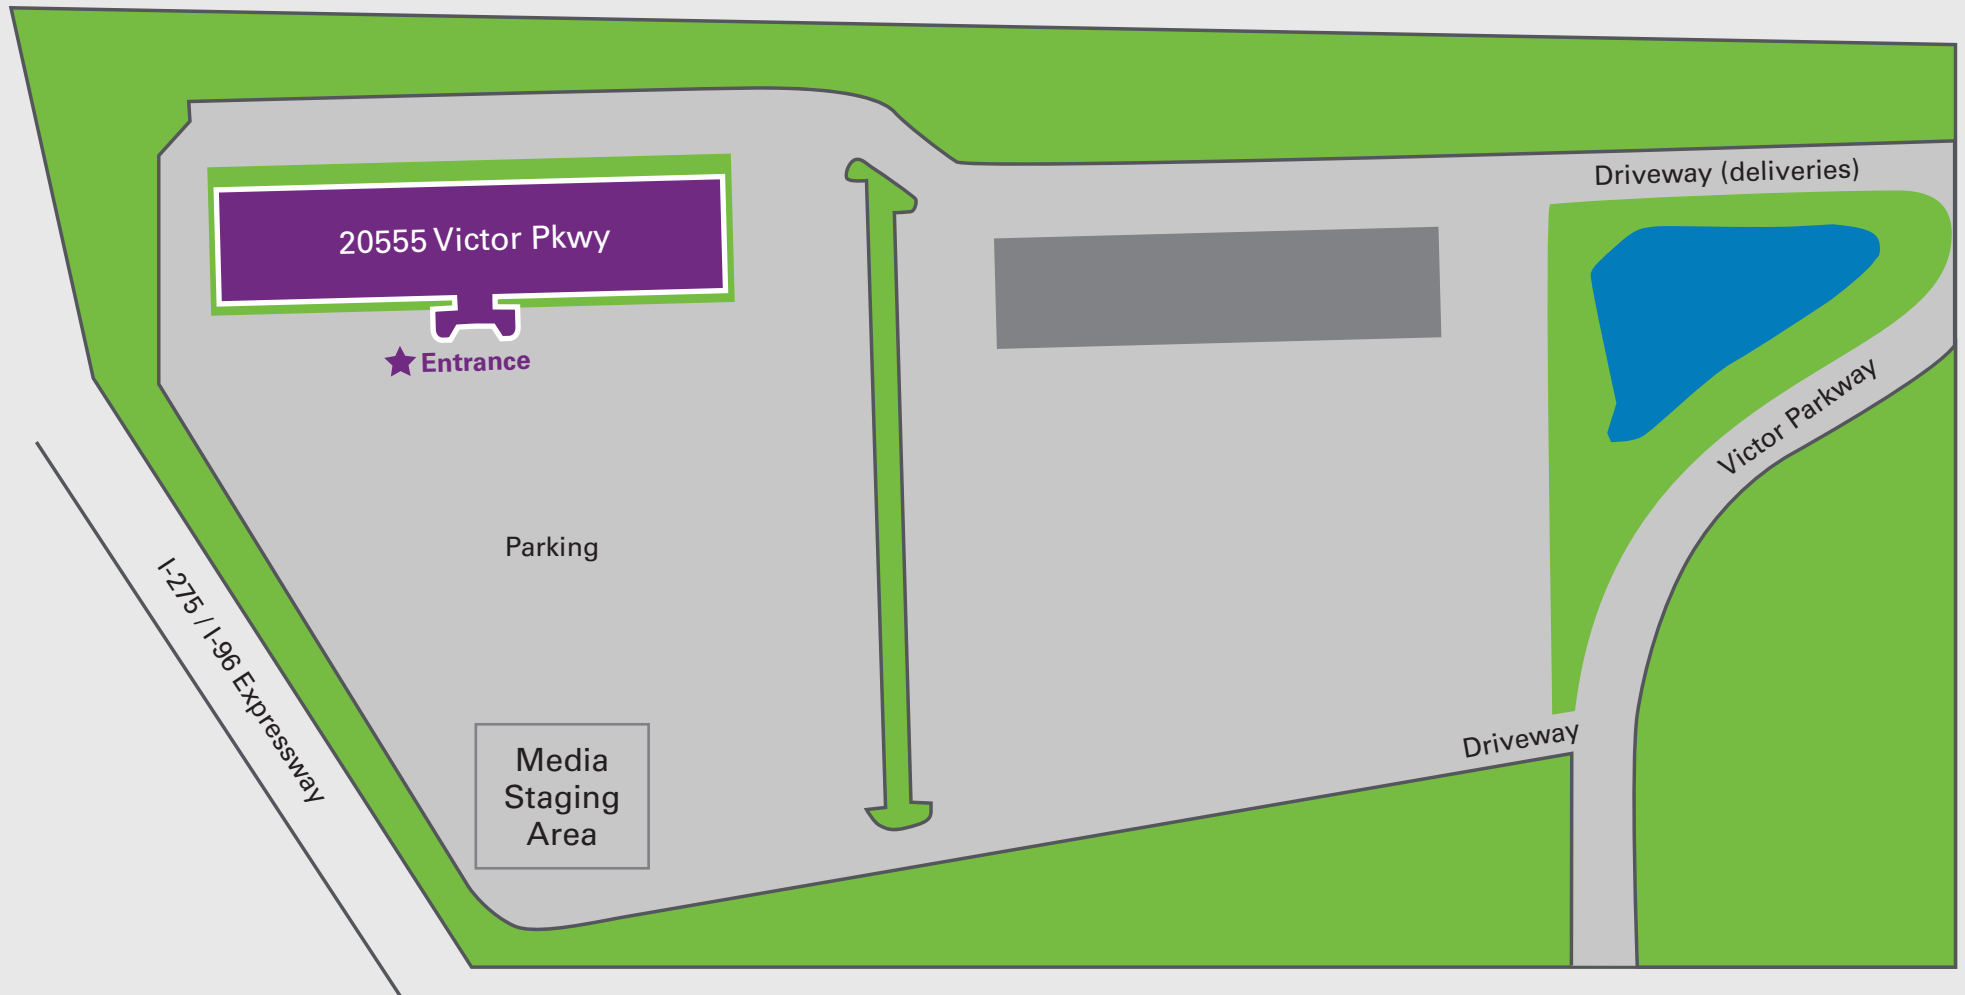 Driveway (deliveries)
20555 Victor Pkwy
Entrance
Victor Parkway
Parking
I-275 / I-96 Expressway
Driveway
Media
Staging
Area